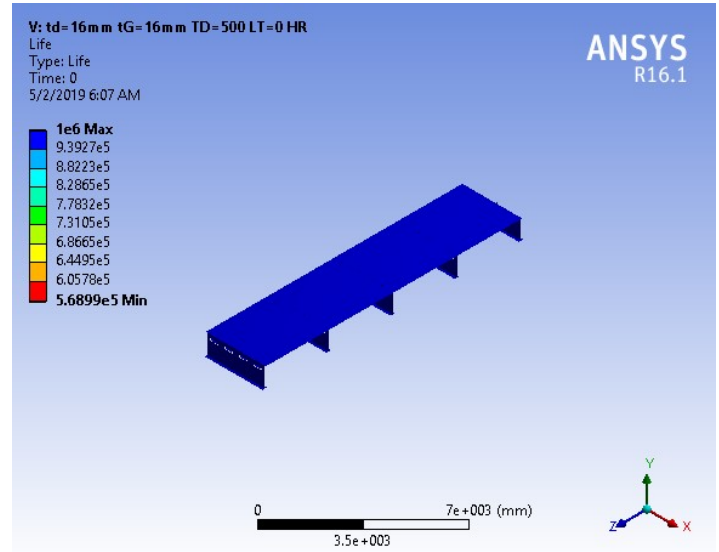 V: td=16mm tG=16mm TD=500 LT=0 HR
Life
Type: Life
Time: 0
5/2/2019 6:07 AM
ANSYS
R16.1
1e6 Max
9.3927e5
8.8223e5
8.2865e5
7.7832e5
7.3105e5
6.8665e5
6.4495e5
6.0578e5
5.6899e5 Min
0
7e+003 (mm)
3.5e+003
Y
Z
X